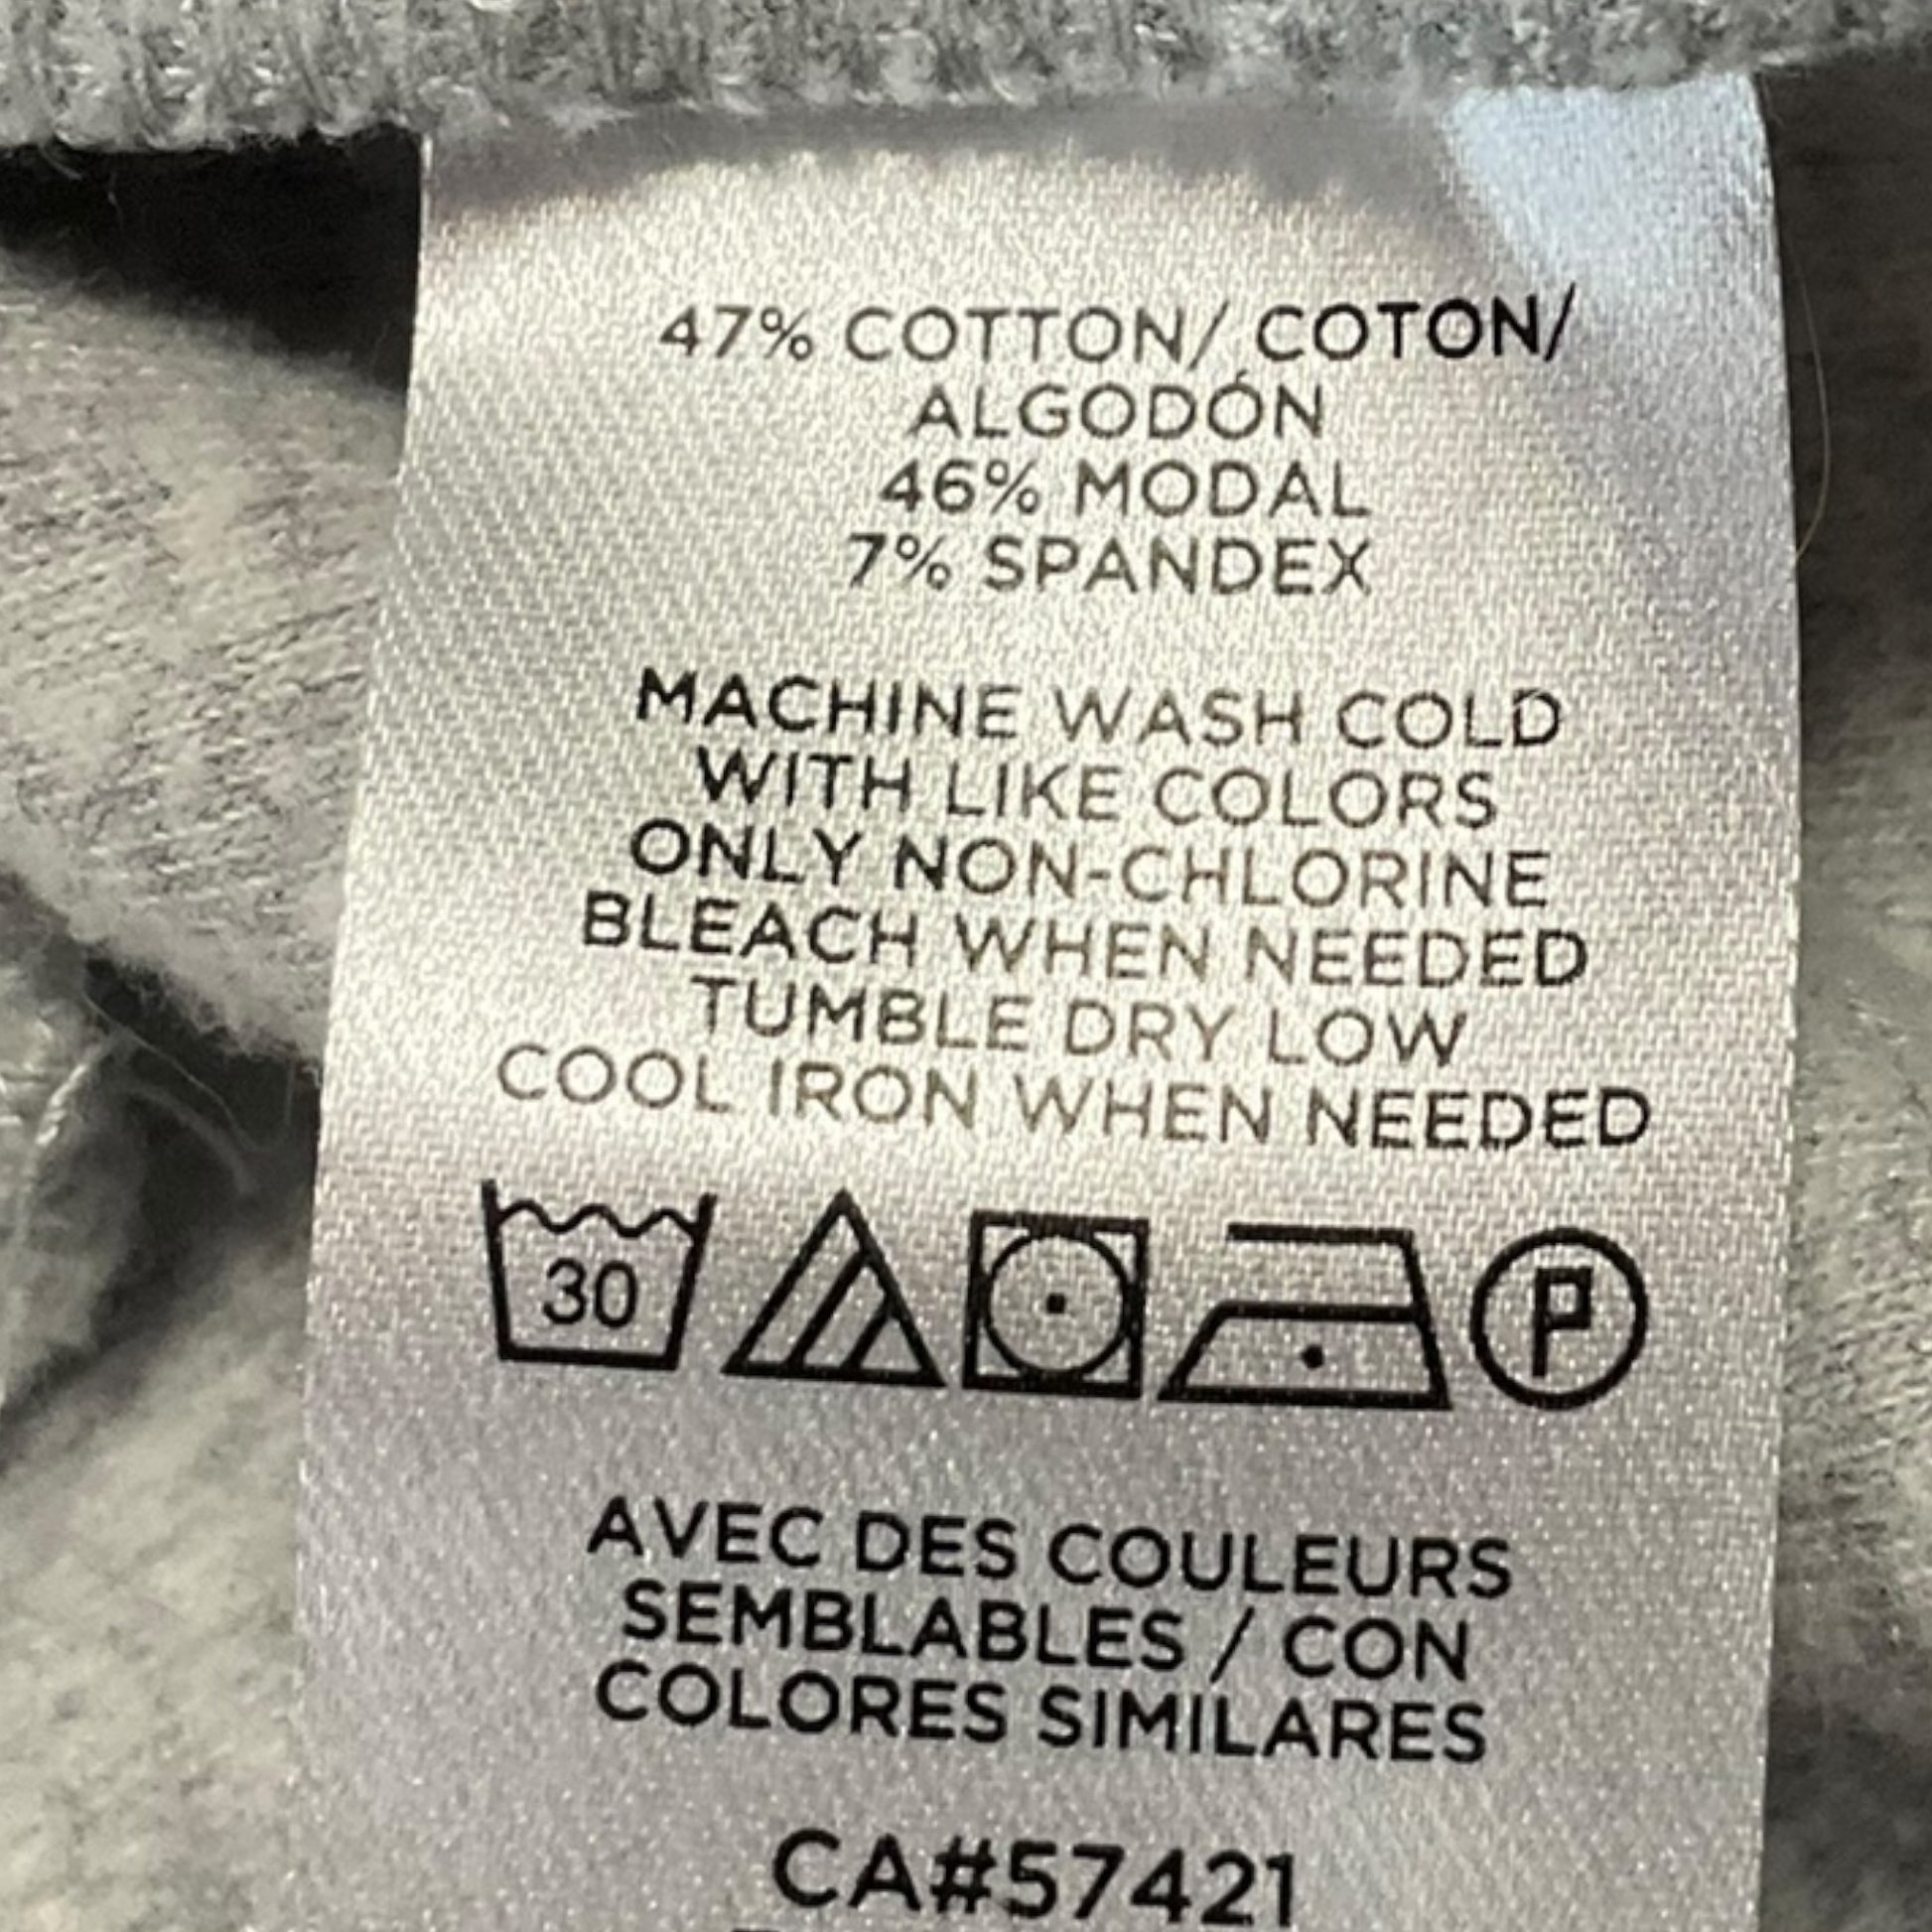 47% COTTON/ COTON/
ALGODÓN
46% MODAL
7% SPANDEX
MACHINE WASH COLD
WITH LIKE COLORS
ONLY NON-CHLORINE
BLEACH WHEN NEEDED
TUMBLE DRY LOW
COOL IRON WHEN NEEDED
30 P
AVEC DES COULEURS
SEMBLABLES / CON
COLORES SIMILARES
CA#57421